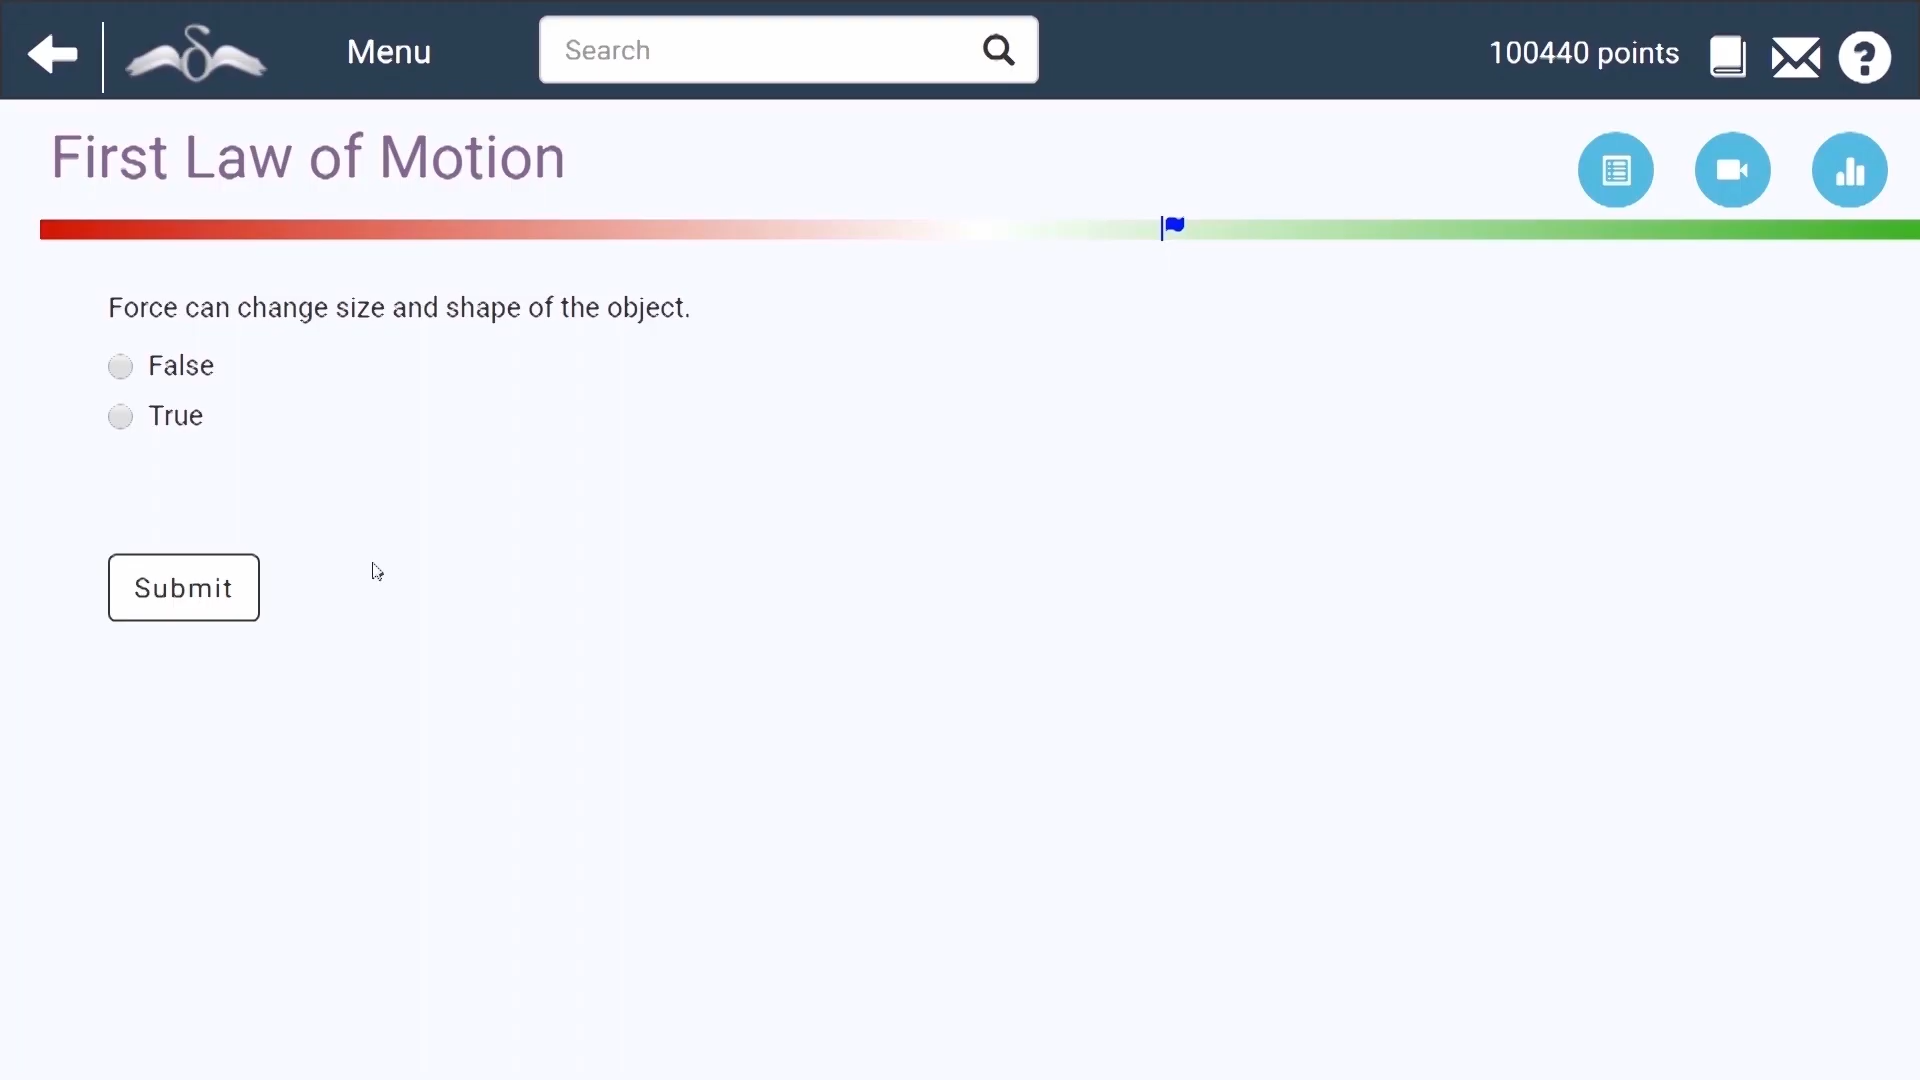 Menu
Search
100440 points
First Law of Motion
Force can change size and shape of the object.
False
True
Submit